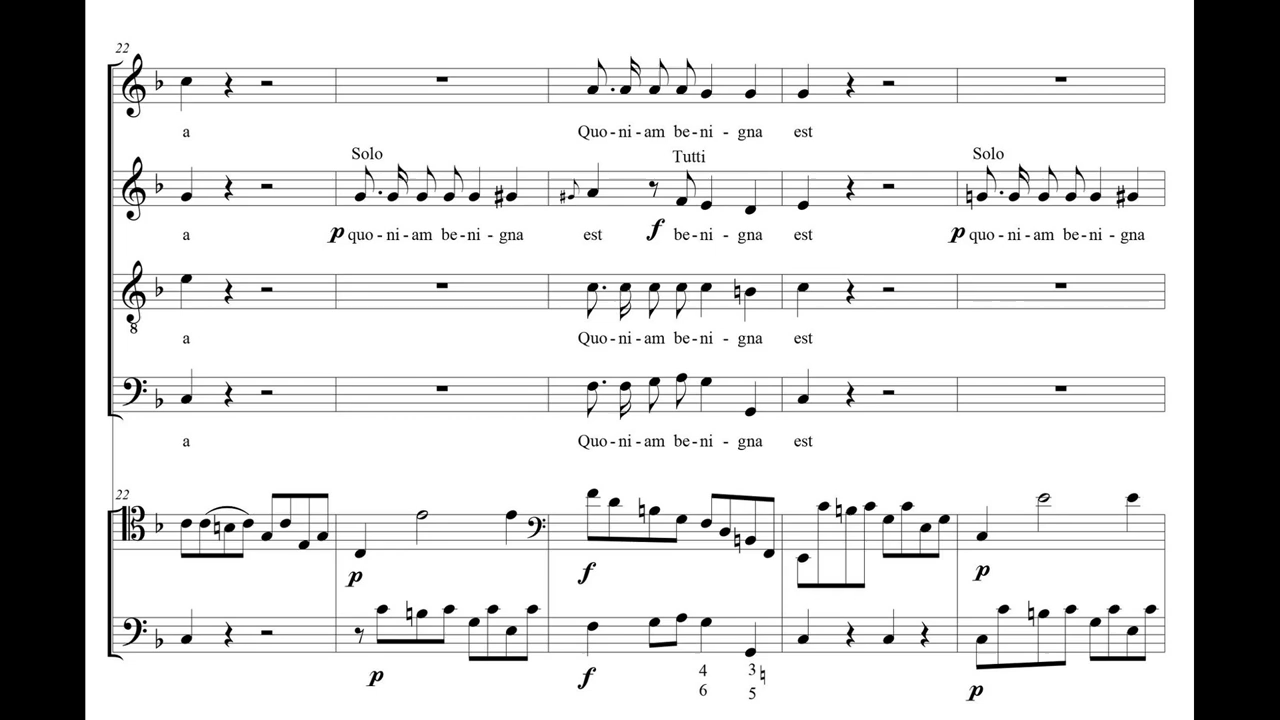 22
a Quo-ni-am be-ni-gna est
Solo Tutti Solo
a p quo-ni-am be-ni-gna est f be-ni-gna est p quo-ni-am be-ni-gna
8
a Quo-ni-am be-ni-gna est
a Quo-ni-am be-ni-gna est
22
p f p
p f 4 3 p
6 5